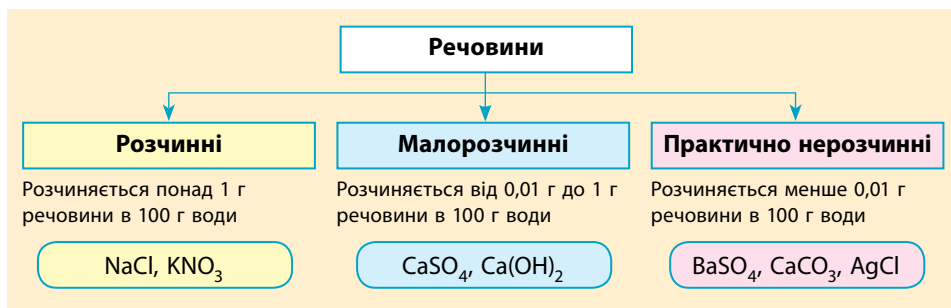 Речовини
Розчинні
Розчиняється понад 1 г
речовини в 100 г води
NaCl, KNO₃
Малорозчинні
Розчиняється від 0,01 г до 1 г
речовини в 100 г води
CaSO₄, Ca(OH)₂
Практично нерозчинні
Розчиняється менше 0,01 г
речовини в 100 г води
BaSO₄, CaCO₃, AgCl